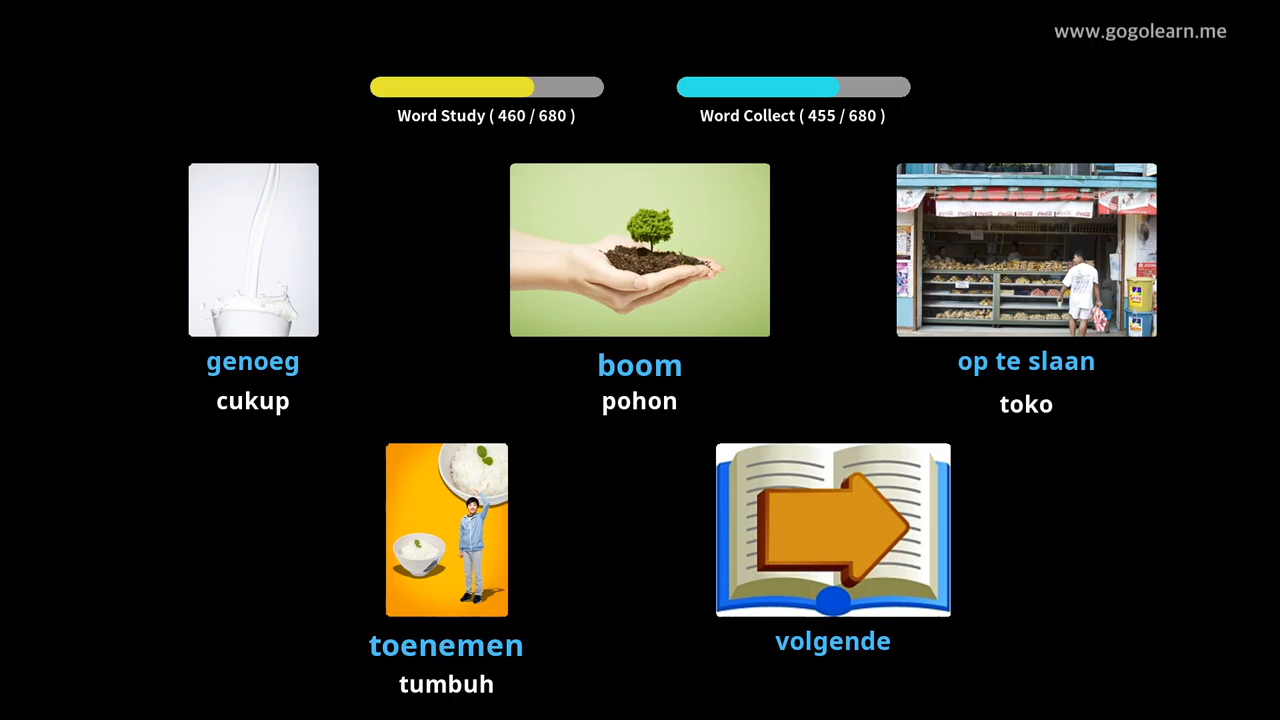 www.gogolearn.me
Word Study ( 460 / 680 )
Word Collect ( 455 / 680 )
genoeg
cukup
boom
pohon
op te slaan
toko
toenemen
tumbuh
volgende